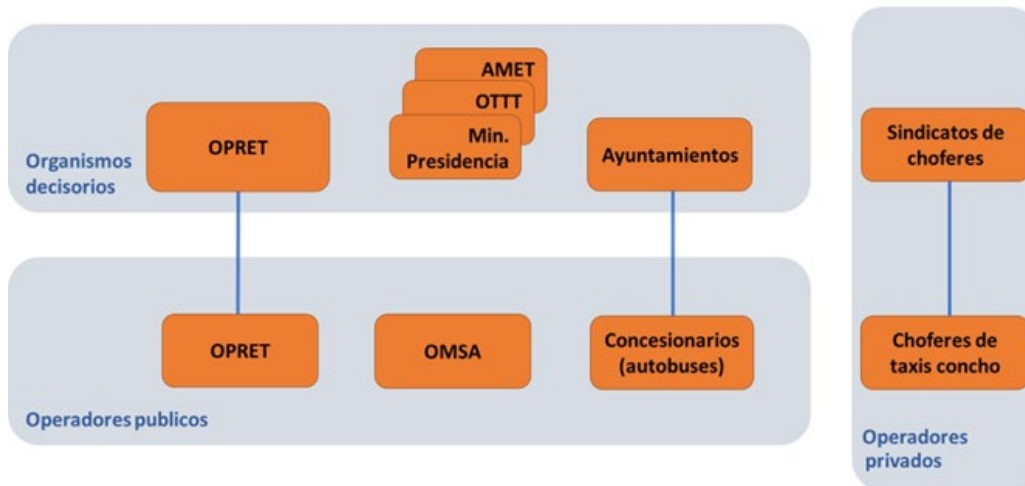 AMET
OTTT
Min.
Presidencia
OPRET
Ayuntamientos
Organismos
decisorios
Sindicatos de
choferes
OPRET
OMSA
Concesionarios
(autobuses)
Operadores publicos
Choferes de
taxis concho
Operadores
privados